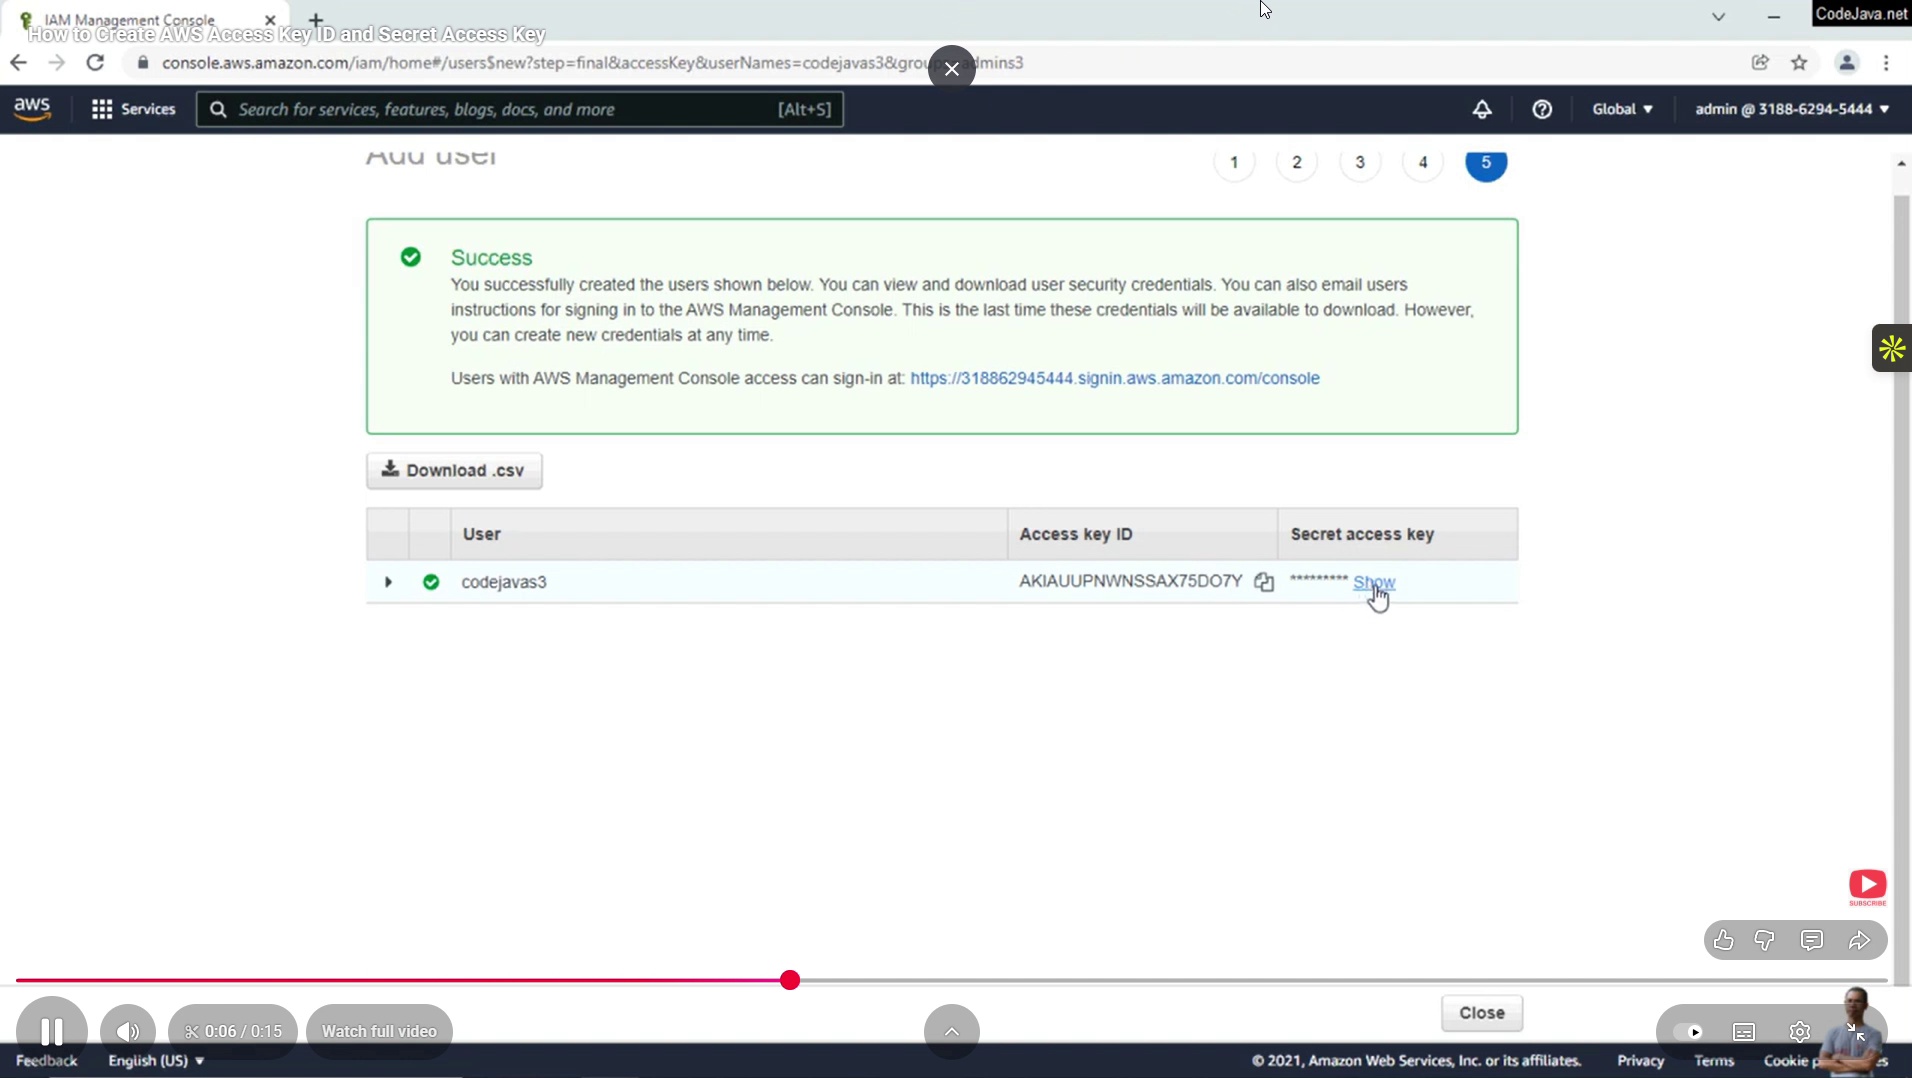 IAM Management Console
CodeJava.net
How to Create AWS Access Key ID and Secret Access Key
console.aws.amazon.com/iam/home#/users$new?step=final&accessKey&userNames=codejavas3&group
dmins3
aws
Services
Search for services, features, blogs, docs, and more
[Alt+S]
Global
admin @ 3188-6294-5444
Add user
1 2 3 4 5
Success
You successfully created the users shown below. You can view and download user security credentials. You can also email users
instructions for signing in to the AWS Management Console. This is the last time these credentials will be available to download. However,
you can create new credentials at any time.
Users with AWS Management Console access can sign-in at: https://318862945444.signin.aws.amazon.com/console
Download .csv
User Access key ID Secret access key
codejavas3 AKIAUUPNWNSSAX75DO7Y ********* Show
SUBSCRIBE
Close
0:06 / 0:15
Watch full video
Feedback English (US)
© 2021, Amazon Web Services, Inc. or its affiliates. Privacy Terms Cookie